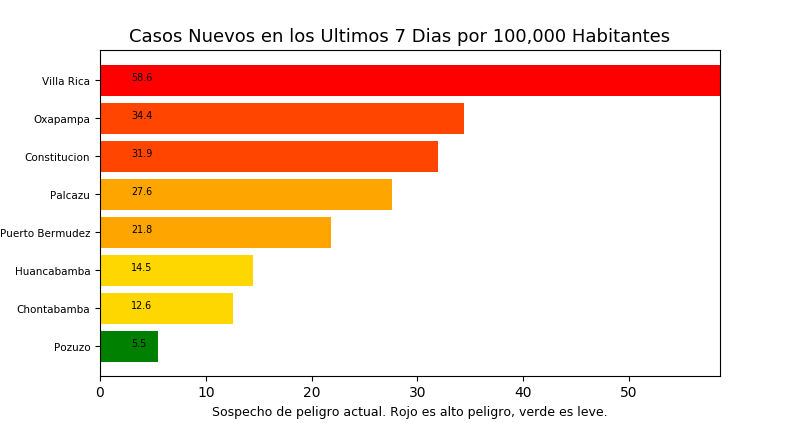 Casos Nuevos en los Ultimos 7 Dias por 100,000 Habitantes
Villa Rica 58.6
Oxapampa 34.4
Constitucion 31.9
Palcazu 27.6
Puerto Bermudez 21.8
Huancabamba 14.5
Chontabamba 12.6
Pozuzo 5.5
0 10 20 30 40 50
Sospecho de peligro actual. Rojo es alto peligro, verde es leve.